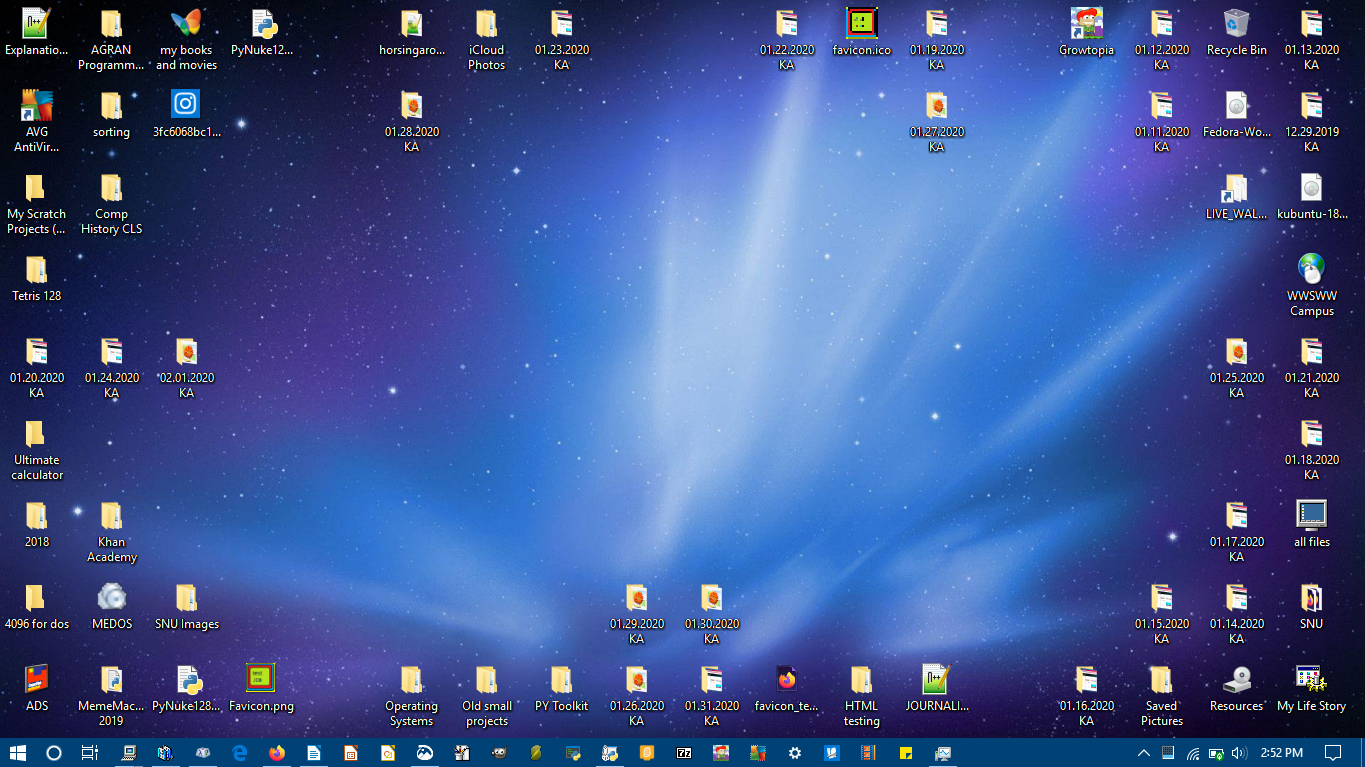 Explanatio...
AGRAN
Programm...
my books
and movies
PyNuke12...
horsingaro...
iCloud
Photos
01.23.2020
KA
01.22.2020
KA
favicon.ico
01.19.2020
KA
Growtopia
01.12.2020
KA
Recycle Bin
01.13.2020
KA
AVG
AntiVir...
sorting
3fc6068bc1...
01.28.2020
KA
01.27.2020
KA
01.11.2020
KA
Fedora-Wo...
12.29.2019
KA
My Scratch
Projects (...
Comp
History CLS
LIVE_WAL...
kubuntu-18...
Tetris 128
WWSWW
Campus
01.20.2020
KA
01.24.2020
KA
02.01.2020
KA
01.25.2020
KA
01.21.2020
KA
Ultimate
calculator
01.18.2020
KA
2018
Khan
Academy
01.17.2020
KA
all files
4096 for dos
MEDOS
SNU Images
01.29.2020
KA
01.30.2020
KA
01.15.2020
KA
01.14.2020
KA
SNU
ADS
MemeMac...
2019
PyNuke128...
Favicon.png
Operating
Systems
Old small
projects
PY Toolkit
01.26.2020
KA
01.31.2020
KA
favicon_te...
HTML
testing
JOURNALI...
01.16.2020
KA
Saved
Pictures
Resources
My Life Story
2:52 PM